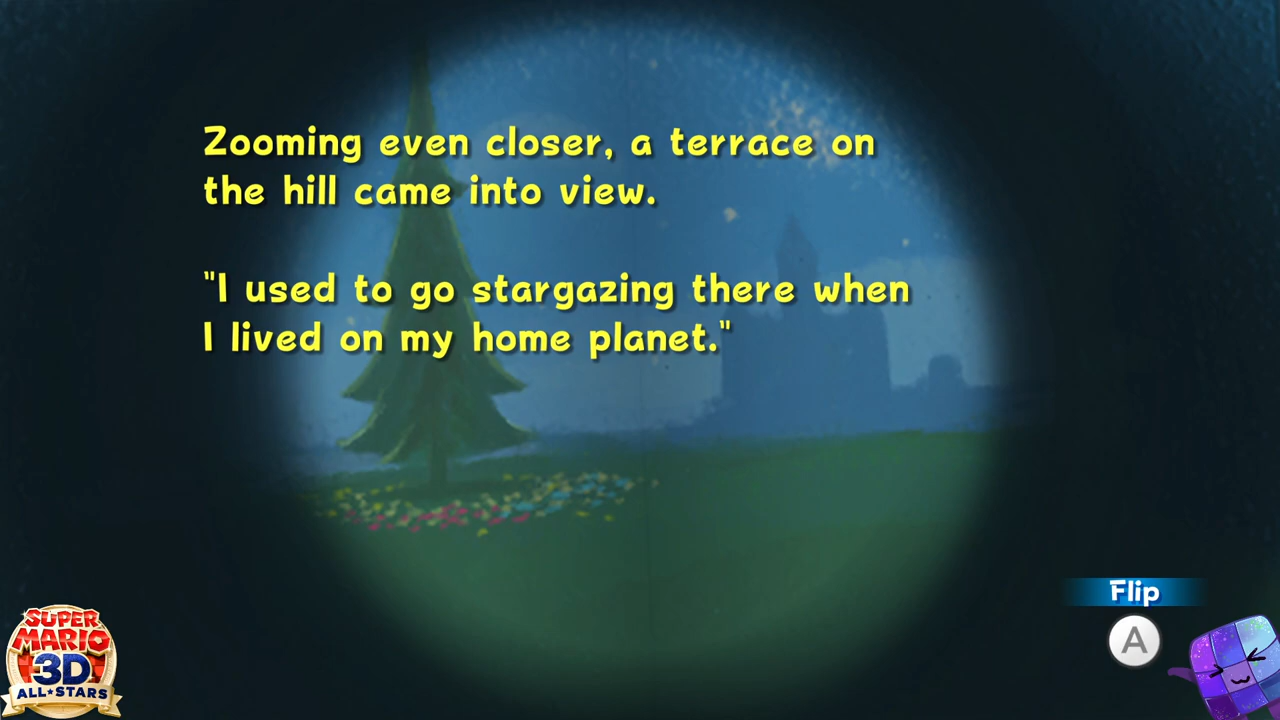 Zooming even closer, a terrace on
the hill came into view.
"I used to go stargazing there when
I lived on my home planet."
Flip
A
SUPER
MARIO
3D
ALL★STARS